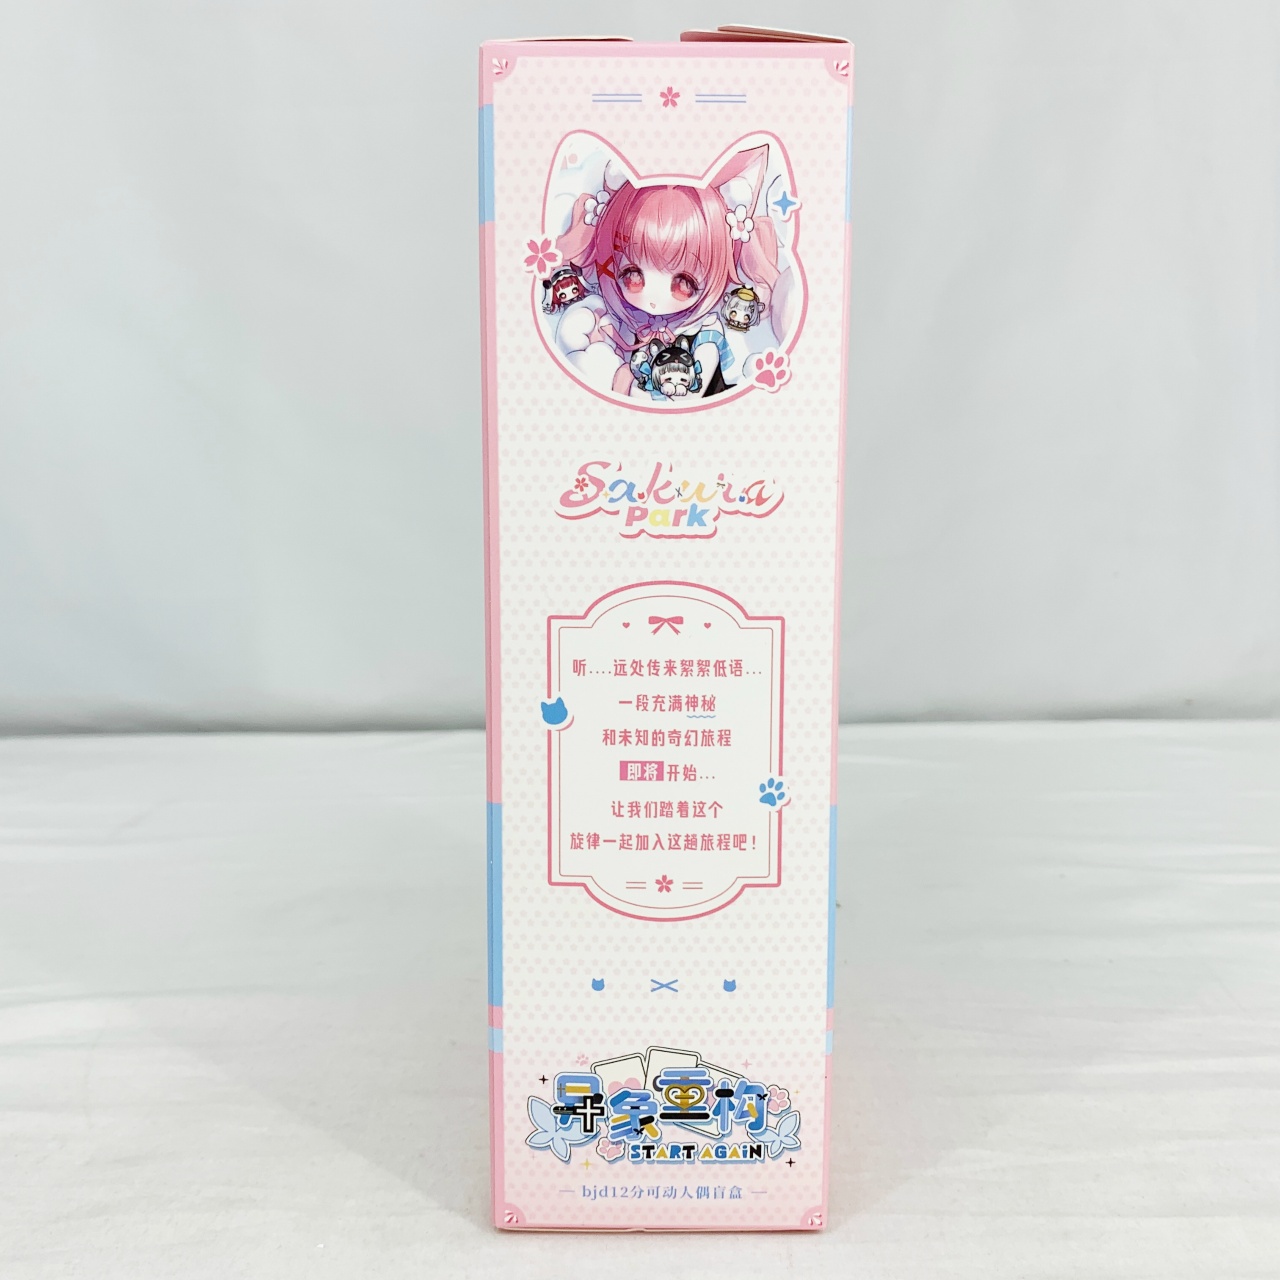 Sakura
Park
听....远处传来絮絮低语...
一段充满神秘
和未知的奇幻旅程
即将开始...
让我们踏着这个
旋律一起加入这趟旅程吧！
异象重构
START AGAiN
— bjd12分可动人偶盲盒 —